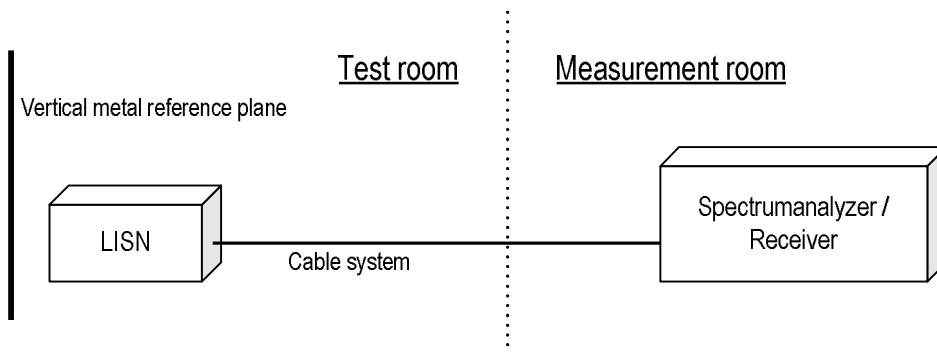 Test room
Measurement room
Vertical metal reference plane
LISN
Cable system
Spectrumanalyzer /
Receiver